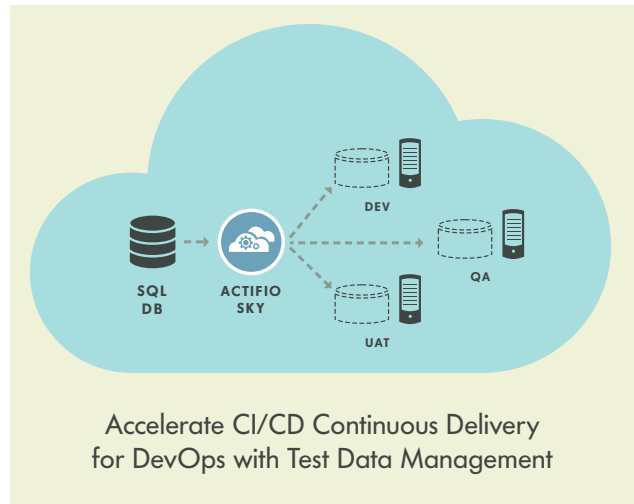 DEV
SQL
DB
ACTIFIO
SKY
QA
UAT
Accelerate CI/CD Continuous Delivery
for DevOps with Test Data Management